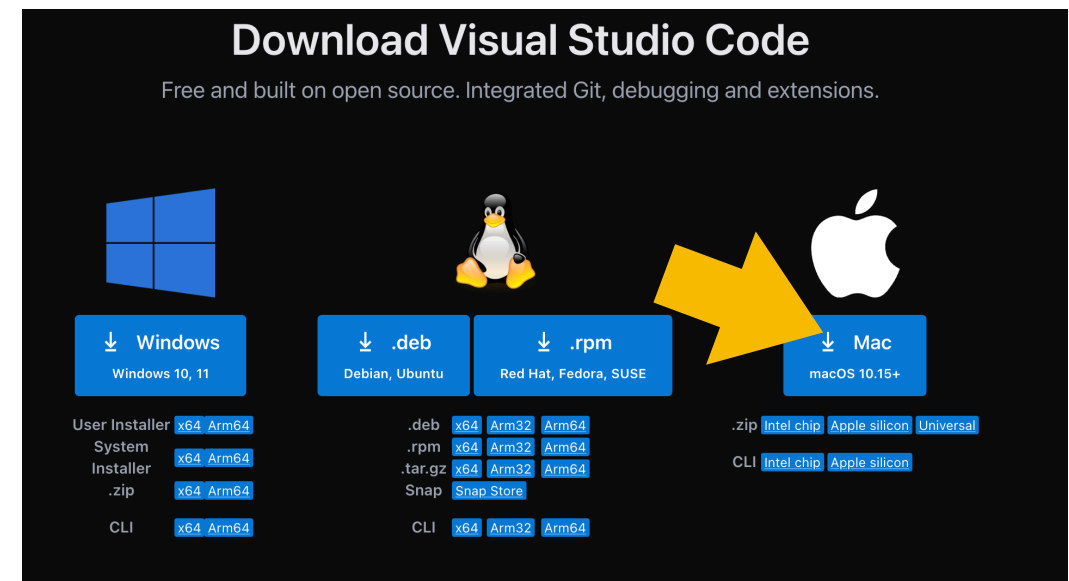 Download Visual Studio Code
Free and built on open source. Integrated Git, debugging and extensions.
Windows
Windows 10, 11
User Installer x64 Arm64
System
Installer x64 Arm64
.zip x64 Arm64
CLI x64 Arm64
.deb
Debian, Ubuntu
.rpm
Red Hat, Fedora, SUSE
.deb x64 Arm32 Arm64
.rpm x64 Arm32 Arm64
.tar.gz x64 Arm32 Arm64
Snap Snap Store
CLI x64 Arm32 Arm64
Mac
macOS 10.15+
.zip Intel chip Apple silicon Universal
CLI Intel chip Apple silicon